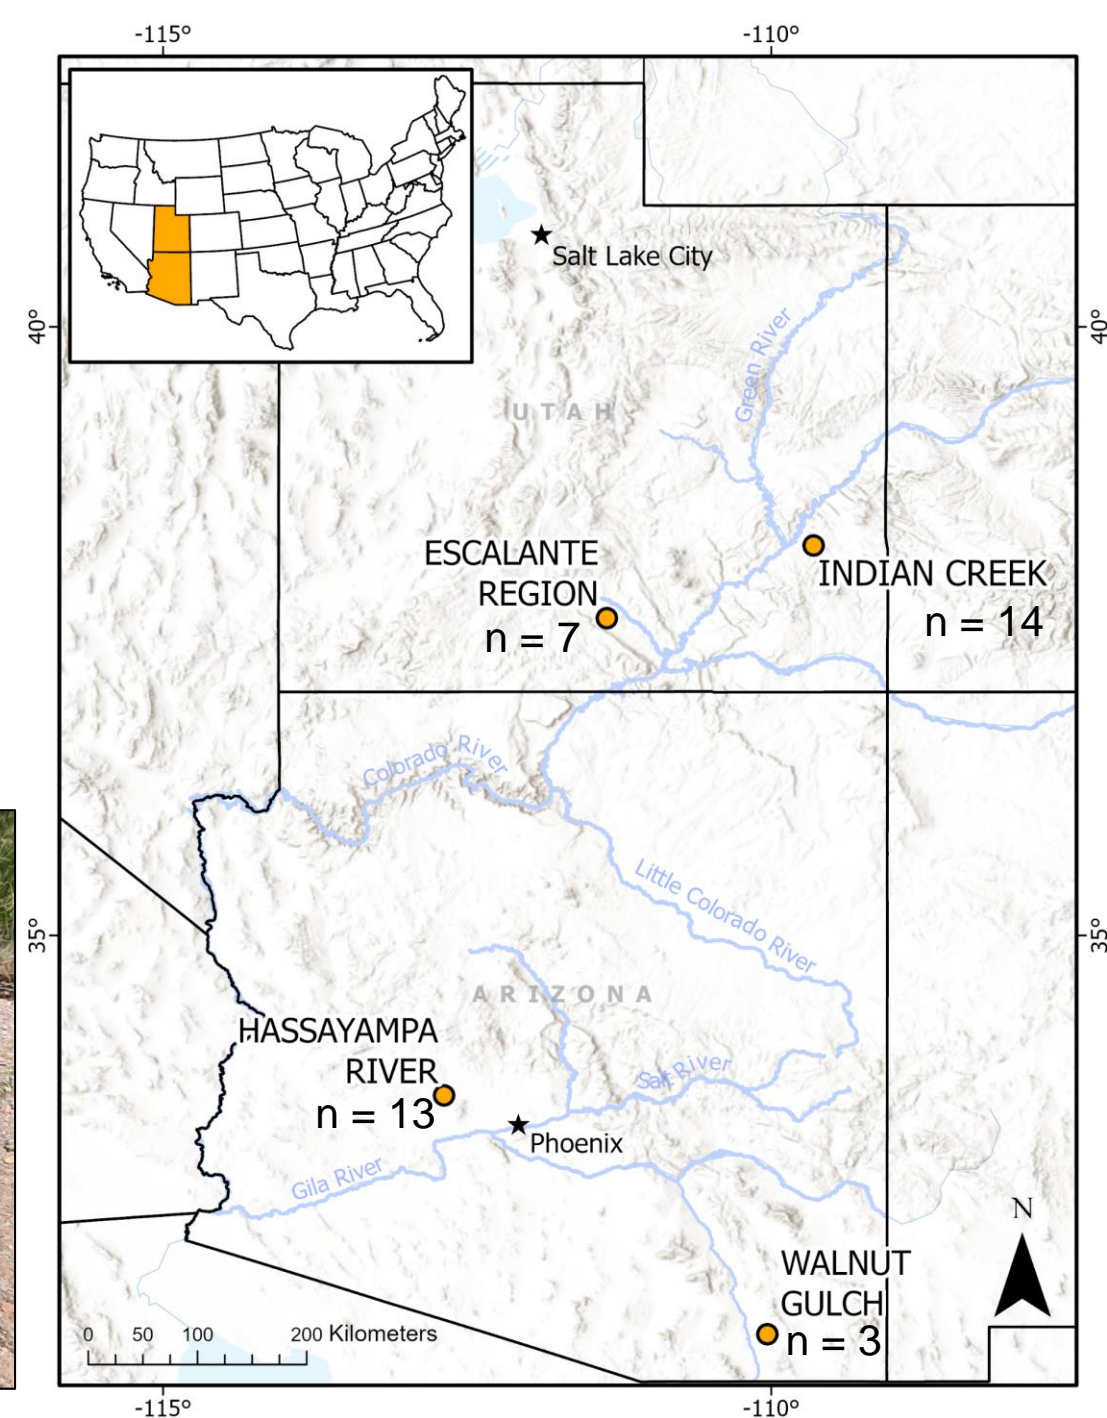 -115°
-110°
Salt Lake City
40°
40°
Green River
UTAH
ESCALANTE
REGION
n = 7
INDIAN CREEK
n = 14
Colorado River
Little Colorado River
35°
35°
ARIZONA
HASSAYAMPA
RIVER
n = 13
Salt River
Phoenix
Gila River
N
WALNUT
GULCH
n = 3
0 50 100 200 Kilometers
-115°
-110°